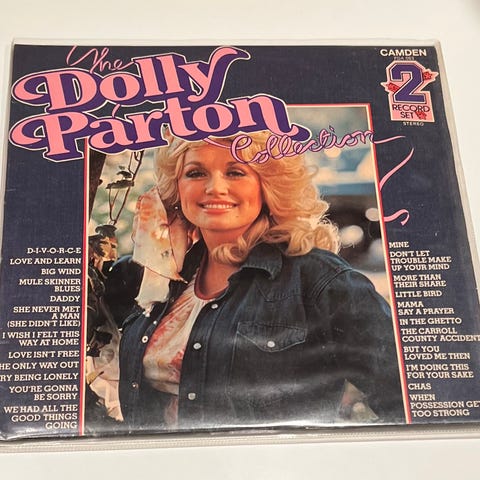 The
Dolly
Parton
Collection
CAMDEN
2
RECORD
SET
STEREO
D-I-V-O-R-C-E
LOVE AND LEARN
BIG WIND
MULE SKINNER
BLUES
DADDY
SHE NEVER MET
A MAN
(SHE DIDN'T LIKE)
I WISH I FELT THIS
WAY AT HOME
LOVE ISN'T FREE
HE ONLY WAY OUT
RY BEING LONELY
YOU'RE GONNA
BE SORRY
WE HAD ALL THE
GOOD THINGS
GOING
MINE
DON'T LET
TROUBLE MAKE
UP YOUR MIND
MORE THAN
THEIR SHARE
LITTLE BIRD
MAMA
SAY A PRAYER
IN THE GHETTO
THE CARROLL
COUNTY ACCIDENT
BUT YOU
LOVED ME THEN
I'M DOING THIS
FOR YOUR SAKE
CHAS
WHEN
POSSESSION GET
TOO STRONG